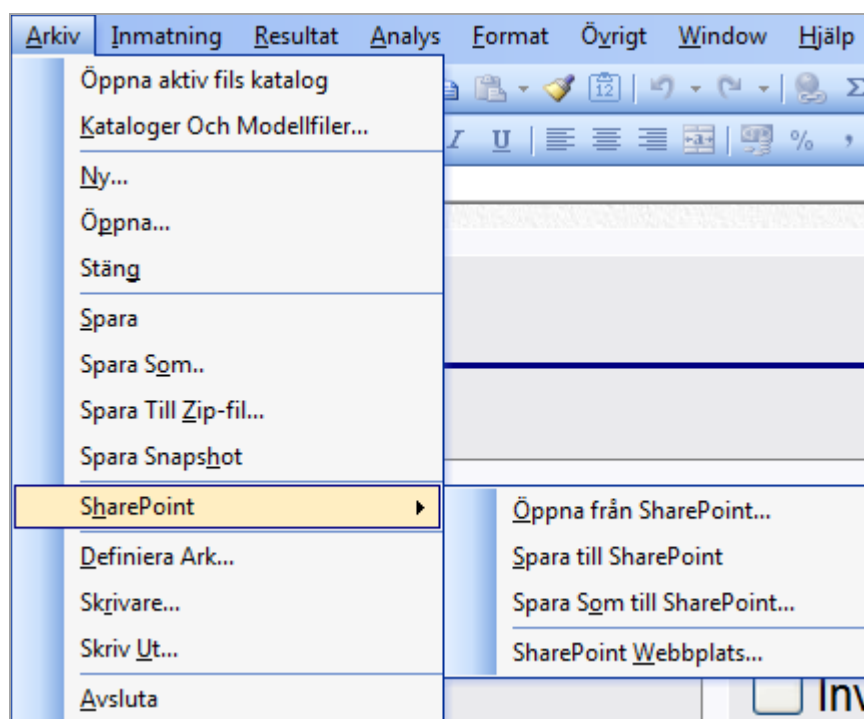 Arkiv Inmatning Resultat Analys Format Övrigt Window Hjälp
Öppna aktiv fils katalog
12
Kataloger Och Modellfiler...
I U a %
Ny...
Öppna...
Stäng
Spara
Spara Som..
Spara Till Zip-fil...
Spara Snapshot
SharePoint
Öppna från SharePoint...
Spara till SharePoint
Spara Som till SharePoint...
SharePoint Webbplats...
Definiera Ark...
Skrivare...
Skriv Ut...
Avsluta